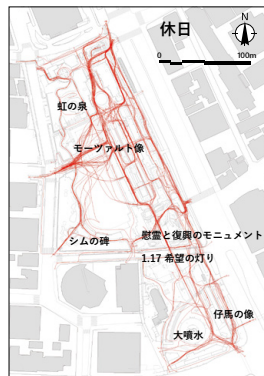 休日
N
0 100m
虹の泉
モーツァルト像
シムの碑
慰霊と復興のモニュメント
1.17 希望の灯り
仔馬の像
大噴水